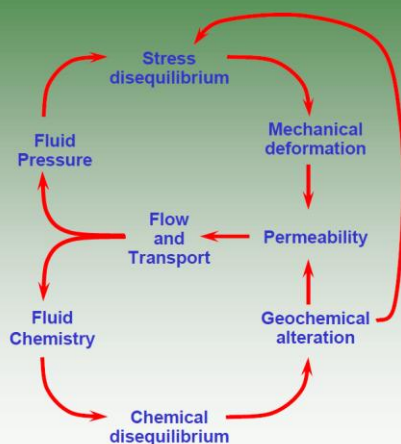 Stress
disequilibrium
Mechanical
deformation
Fluid
Pressure
Flow
and
Transport
Permeability
Fluid
Chemistry
Geochemical
alteration
Chemical
disequilibrium